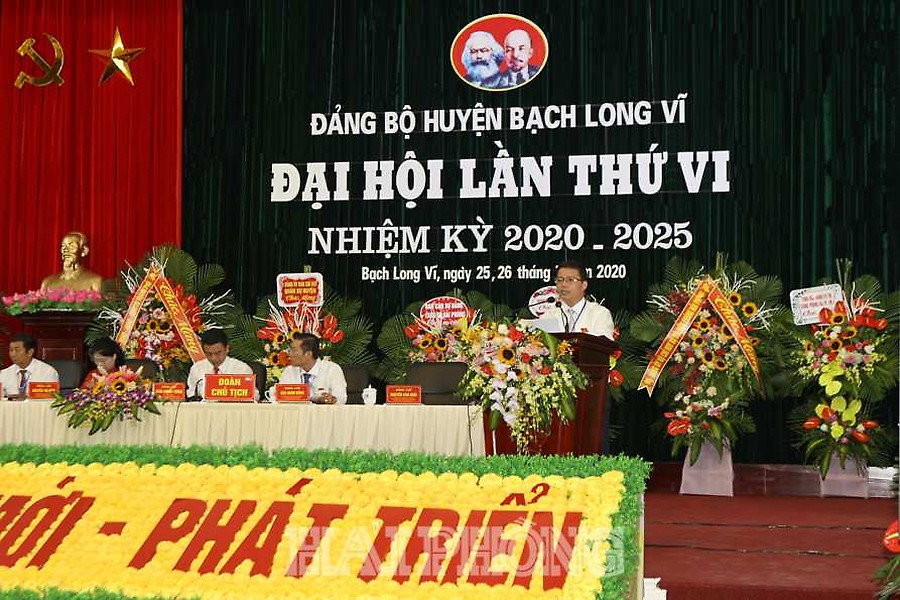 ĐẢNG BỘ HUYỆN BẠCH LONG VĨ
ĐẠI HỘI LẦN THỨ VI
NHIỆM KỲ 2020 - 2025
Bạch Long Vĩ, ngày 25, 26 2020
ĐOÀN
CHỦ TỊCH
MỚI - PHÁT TRIỂN
HẢI PHÒNG